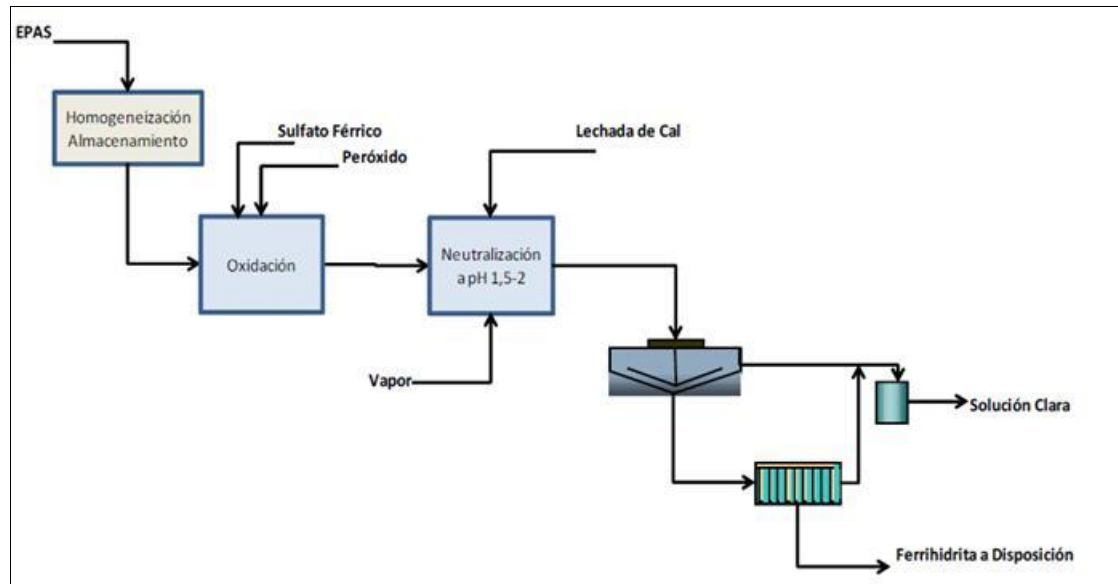 EPAS
Homogeneización
Almacenamiento
Sulfato Férrico
Peróxido
Lechada de Cal
Oxidación
Neutralización
a pH 1,5-2
Vapor
Solución Clara
Ferrihidrita a Disposición